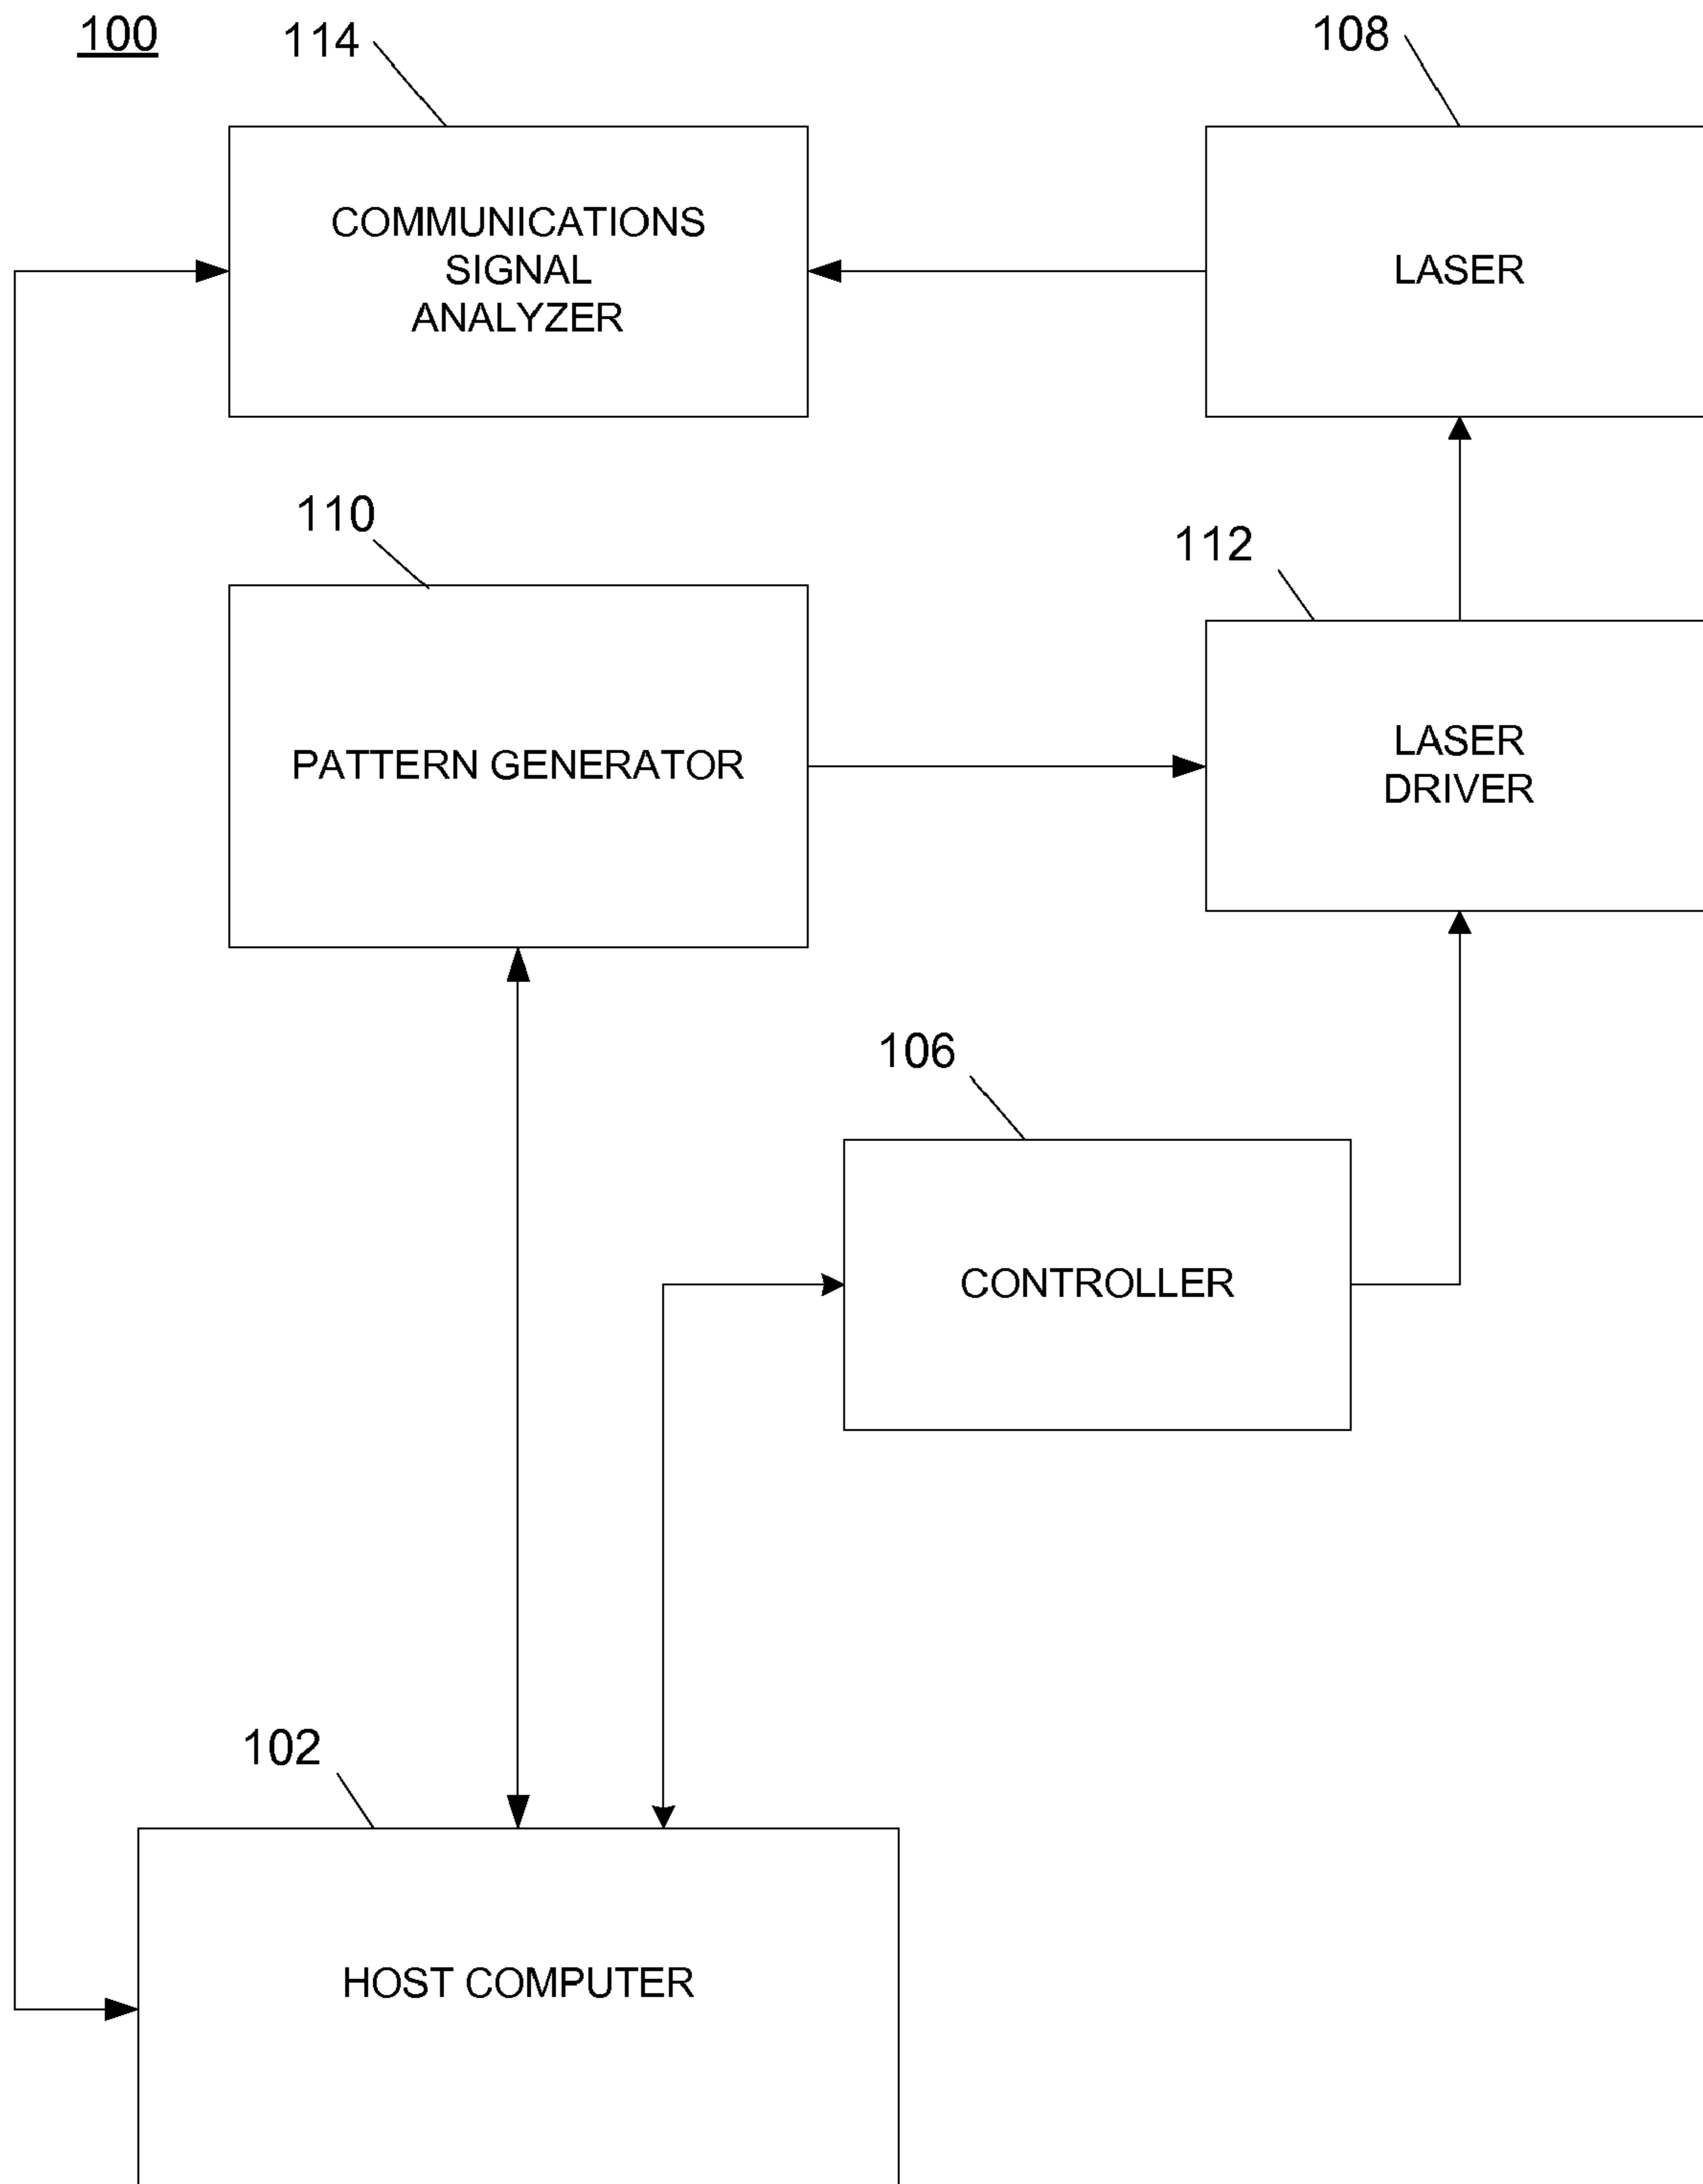 100
114
108
COMMUNICATIONS
SIGNAL
ANALYZER
LASER
110
112
PATTERN GENERATOR
LASER
DRIVER
106
CONTROLLER
102
HOST COMPUTER